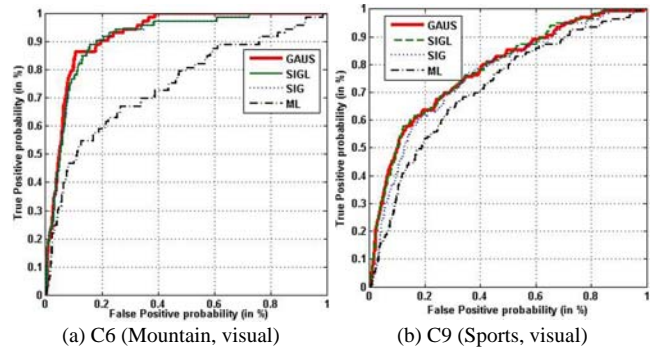 1
0.9
0.8
0.7
0.6
0.5
0.4
0.3
0.2
0.1
0
0 0.2 0.4 0.6 0.8 1
True Positive probability (in %)
False Positive probability (in %)
GAUS
SIGL
SIG
ML
(a) C6 (Mountain, visual)
1
0.9
0.8
0.7
0.6
0.5
0.4
0.3
0.2
0.1
0
0 0.2 0.4 0.6 0.8 1
True Positive probability (in %)
False Positive probability (in %)
GAUS
SIGL
SIG
ML
(b) C9 (Sports, visual)